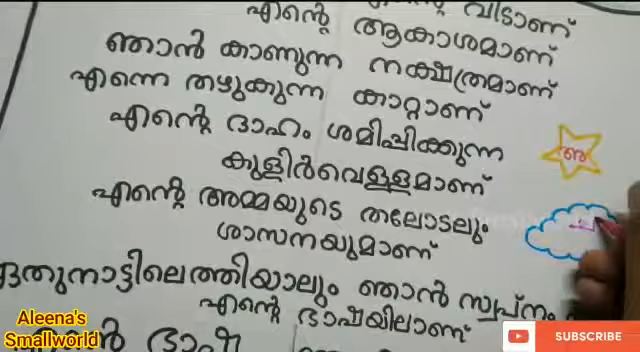 വീടാണ്
എന്റെ ആകാശമാണ്
ഞാൻ കാണുന്ന നക്ഷത്രമാണ്
എന്നെ തഴുകുന്ന കാറ്റാണ്
എന്റെ ദാഹം ശമിപ്പിക്കുന്ന
കുളിർവെള്ളമാണ്
എന്റെ അമ്മയുടെ തലോടലും
ശാസനയുമാണ്
ഏതുനാട്ടിലെത്തിയാലും ഞാൻ സ്വപ്നം
എന്റെ ഭാഷയിലാണ്
ഭാഷ
അ
Aleena's
Smallworld
SUBSCRIBE